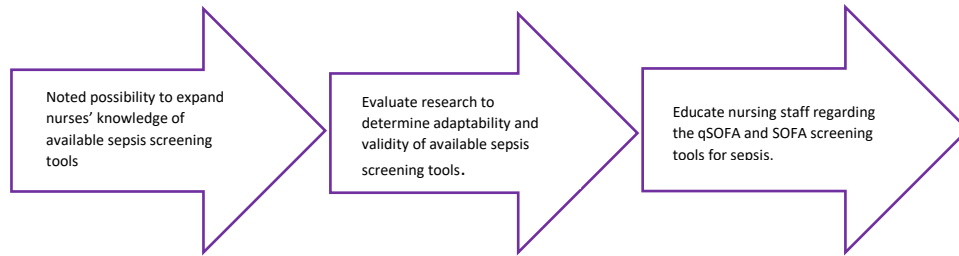 Noted possibility to expand
nurses’ knowledge of
available sepsis screening
tools
Evaluate research to
determine adaptability and
validity of available sepsis
screening tools.
Educate nursing staff regarding
the qSOFA and SOFA screening
tools for sepsis.